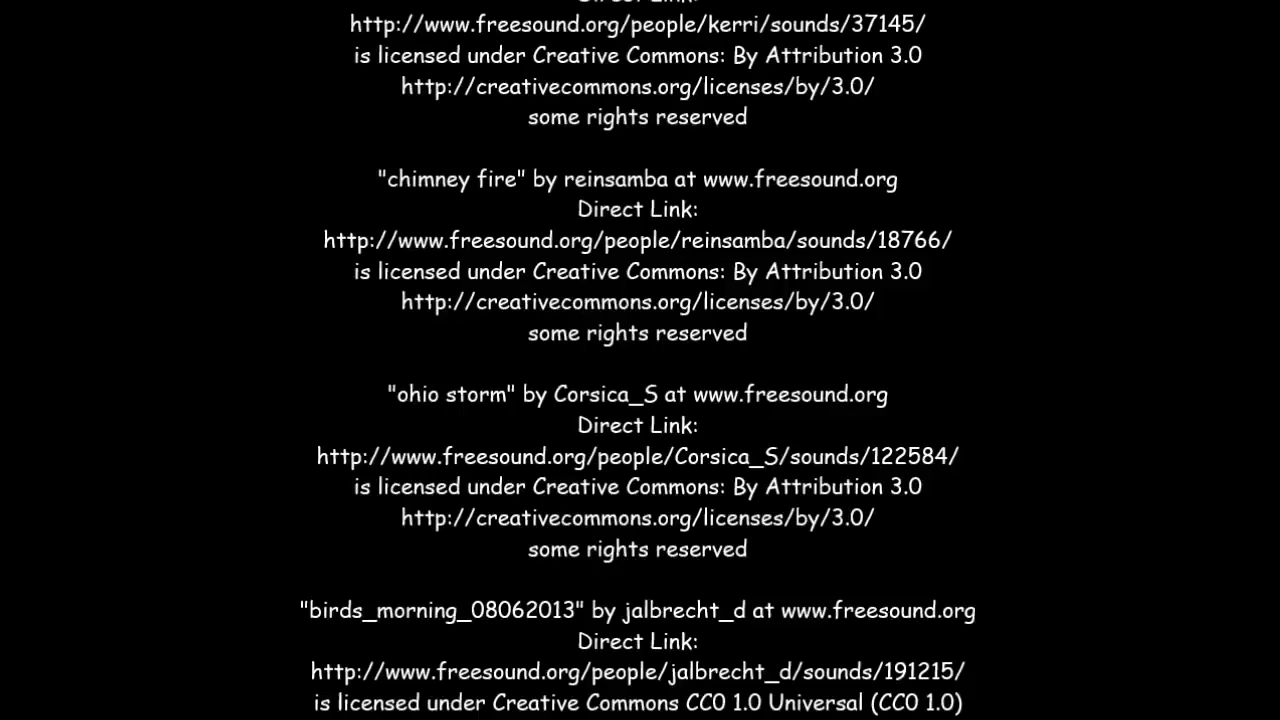 Direct Link:
http://www.freesound.org/people/kerri/sounds/37145/
is licensed under Creative Commons: By Attribution 3.0
http://creativecommons.org/licenses/by/3.0/
some rights reserved
"chimney fire" by reinsamba at www.freesound.org
Direct Link:
http://www.freesound.org/people/reinsamba/sounds/18766/
is licensed under Creative Commons: By Attribution 3.0
http://creativecommons.org/licenses/by/3.0/
some rights reserved
"ohio storm" by Corsica_S at www.freesound.org
Direct Link:
http://www.freesound.org/people/Corsica_S/sounds/122584/
is licensed under Creative Commons: By Attribution 3.0
http://creativecommons.org/licenses/by/3.0/
some rights reserved
"birds_morning_08062013" by jalbrecht_d at www.freesound.org
Direct Link:
http://www.freesound.org/people/jalbrecht_d/sounds/191215/
is licensed under Creative Commons CC0 1.0 Universal (CC0 1.0)